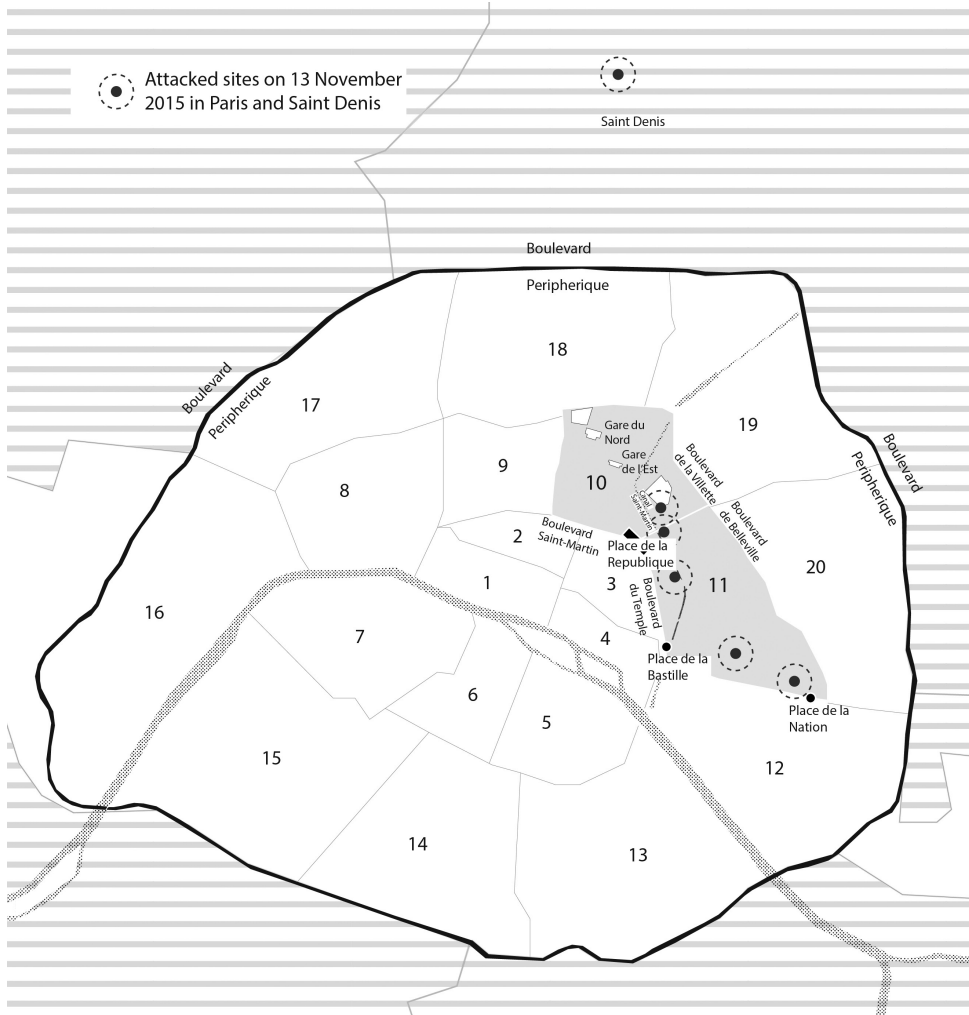 Attacked sites on 13 November
2015 in Paris and Saint Denis
Saint Denis
Boulevard
Peripherique
18
Boulevard
Peripherique
17
19
Gare du
Nord
Boulevard
de la Villette
Boulevard
Peripherique
9
Gare
de l'Est
8
10
Canal
Saint-Martin
Boulevard
de Belleville
2
Boulevard
Saint-Martin
Place de la
Republique
20
1
3
11
16
Boulevard
du Temple
7
4
Place de la
Bastille
6
5
Place de la
Nation
15
12
14
13